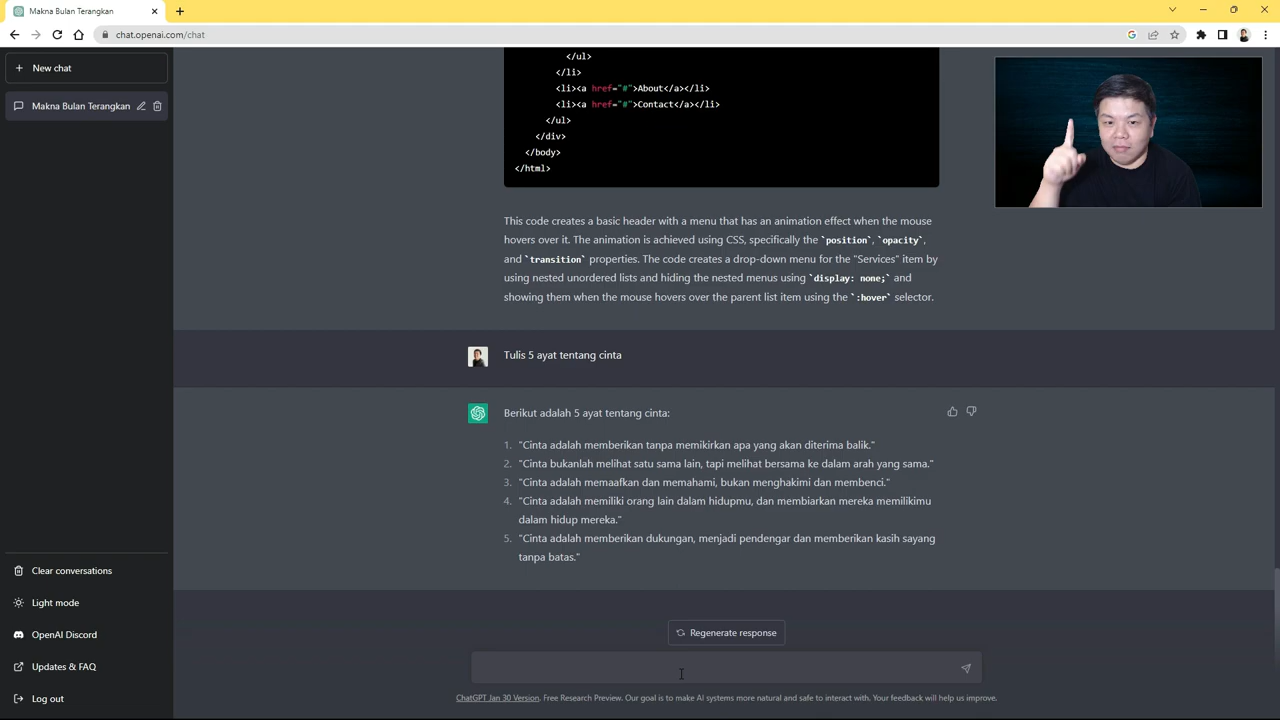 Makna Bulan Terangkan
chat.openai.com/chat
New chat
Makna Bulan Terangkan
</ul>
</li>
<li><a href="#">About</a></li>
<li><a href="#">Contact</a></li>
</ul>
</div>
</body>
</html>
This code creates a basic header with a menu that has an animation effect when the mouse
hovers over it. The animation is achieved using CSS, specifically the `position`, `opacity`,
and `transition` properties. The code creates a drop-down menu for the "Services" item by
using nested unordered lists and hiding the nested menus using `display: none;` and
showing them when the mouse hovers over the parent list item using the `:hover` selector.
Tulis 5 ayat tentang cinta
Berikut adalah 5 ayat tentang cinta:
1. "Cinta adalah memberikan tanpa memikirkan apa yang akan diterima balik."
2. "Cinta bukanlah melihat satu sama lain, tapi melihat bersama ke dalam arah yang sama."
3. "Cinta adalah memaafkan dan memahami, bukan menghakimi dan membenci."
4. "Cinta adalah memiliki orang lain dalam hidupmu, dan membiarkan mereka memilikimu
dalam hidup mereka."
5. "Cinta adalah memberikan dukungan, menjadi pendengar dan memberikan kasih sayang
tanpa batas."
Clear conversations
Light mode
OpenAI Discord
Updates & FAQ
Log out
Regenerate response
ChatGPT Jan 30 Version. Free Research Preview. Our goal is to make AI systems more natural and safe to interact with. Your feedback will help us improve.